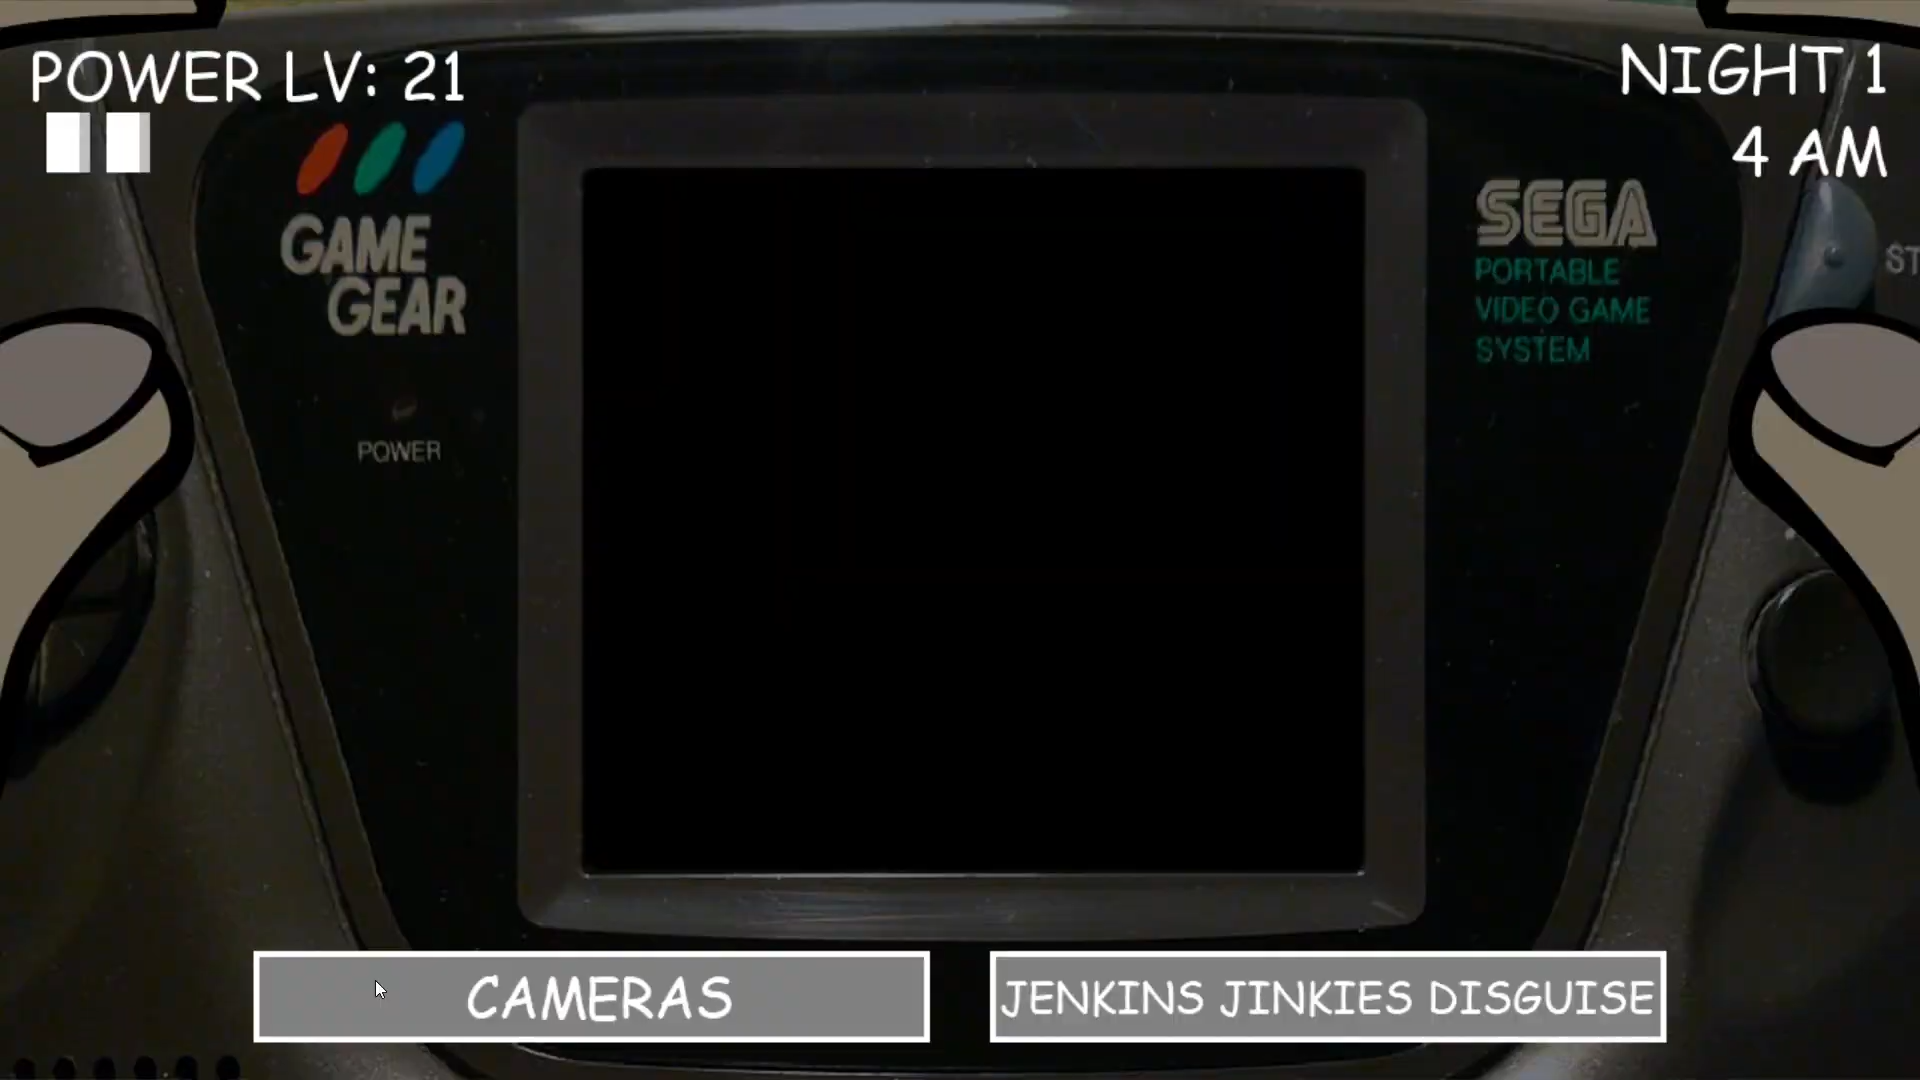 POWER LV: 21
NIGHT 1
4 AM
GAME
GEAR
SEGA
PORTABLE
VIDEO GAME
SYSTEM
ST
POWER
CAMERAS
JENKINS JINKIES DISGUISE